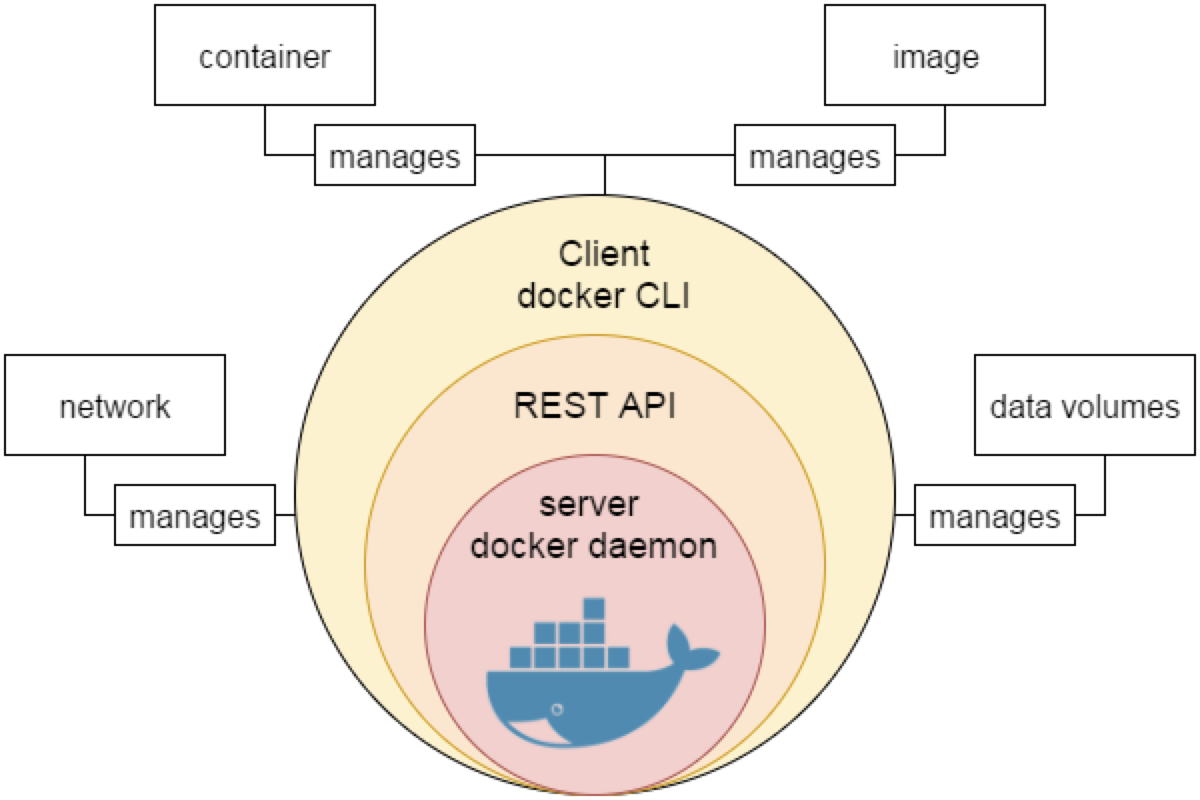 container
image
manages
manages
Client
docker CLI
network
REST API
data volumes
manages
server
docker daemon
manages